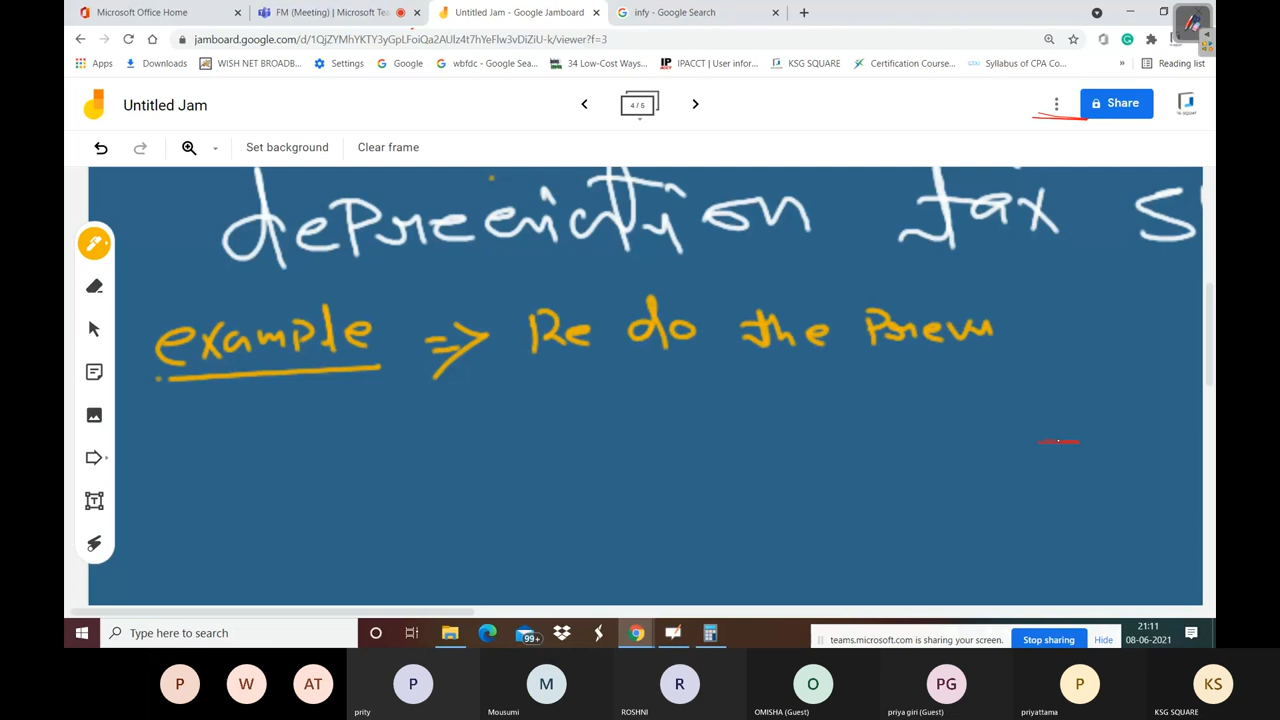 Microsoft Office Home
FM (Meeting) | Microsoft Tea
Untitled Jam - Google Jamboard
infy - Google Search
jamboard.google.com/d/1QjZYMhYKTY3yGpLFoiQa2AUlz4t7hYeFlw3vDiZiU-k/viewer?f=3
Apps Downloads WISH NET BROADB... Settings Google wbfdc - Google Sea... 34 Low-Cost Ways... IPACCT | User infor... KSG SQUARE Certification Course... Syllabus of CPA Co... » Reading list
Untitled Jam
4 / 5
Share
Set background Clear frame
depreciation tax s
example => Re do the Previ
Type here to search
99+
teams.microsoft.com is sharing your screen. Stop sharing Hide
21:11
08-06-2021
P W AT P M R O PG P KS
prity Mousumi ROSHNI OMISHA (Guest) priya giri (Guest) priyattama KSG SQUARE